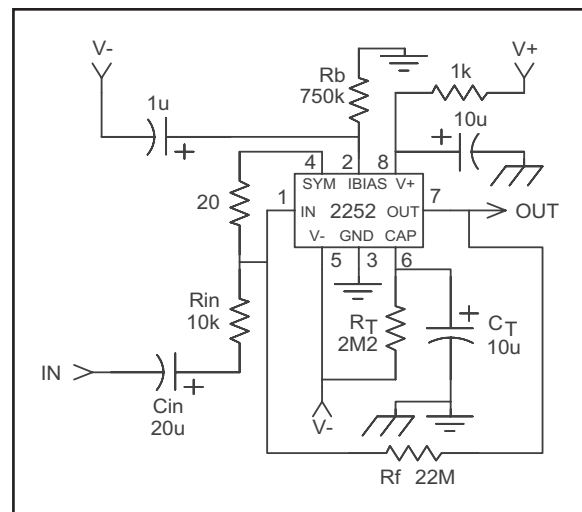 V-
V+
Rb
750k
1k
1u
+
+
10u
4
2
8
SYM
IBIAS
V+
20
1
IN
2252
OUT
7
OUT
V-
GND
CAP
5
3
6
Rin
10k
RT
2M2
+
CT
10u
IN
+
Cin
20u
V-
Rf 22M